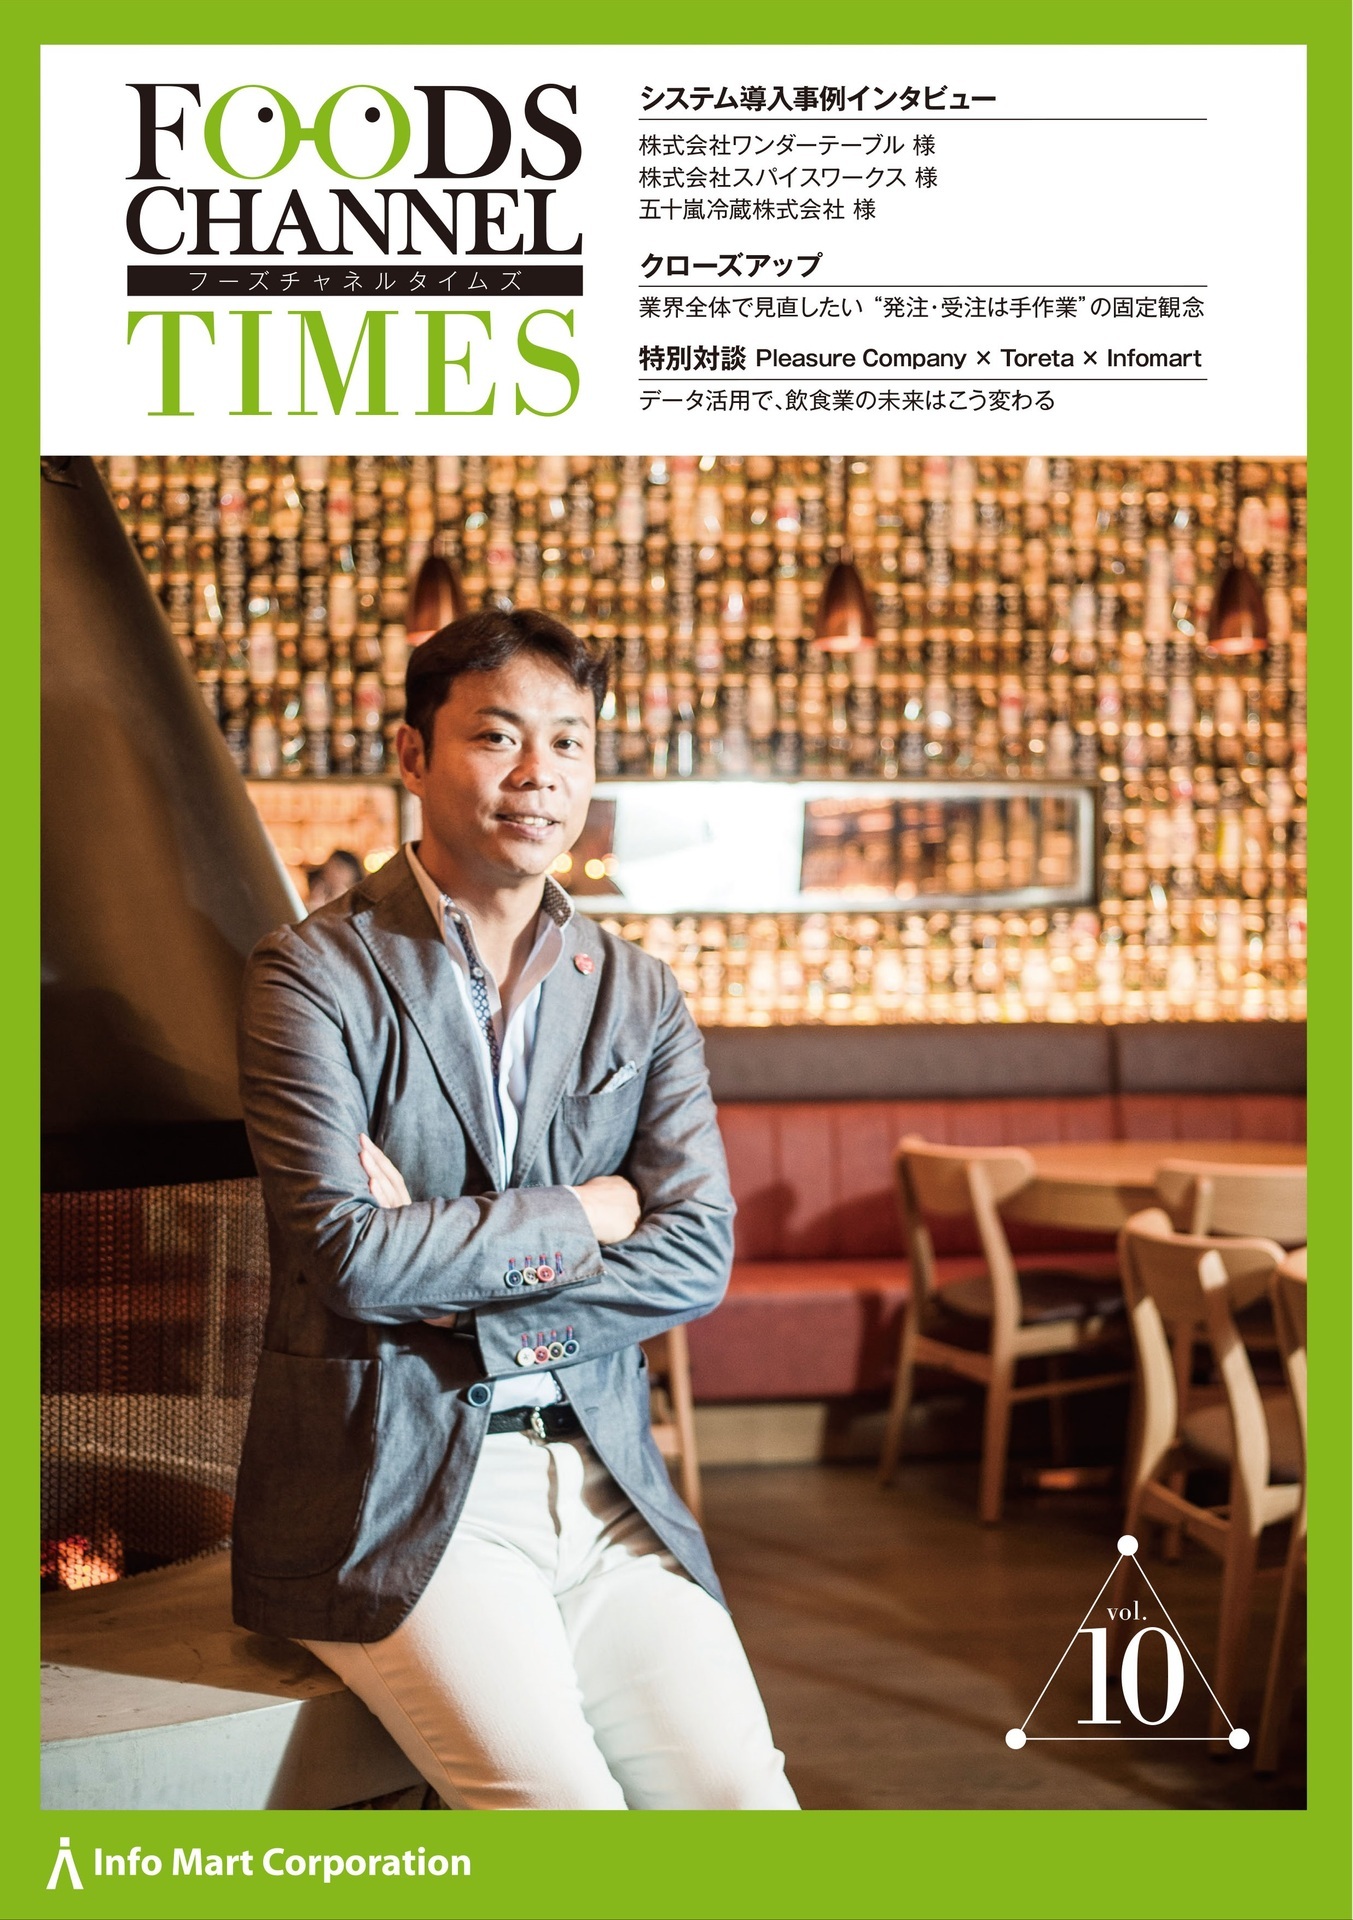 FOODS
CHANNEL
フーズチャネルタイムズ
TIMES
システム導入事例インタビュー
株式会社ワンダーテーブル 様
株式会社スパイスワークス 様
五十嵐冷蔵株式会社 様
クローズアップ
業界全体で見直したい “発注・受注は手作業”の固定観念
特別対談 Pleasure Company × Toreta × Infomart
データ活用で、飲食業の未来はこう変わる
vol.
10
Info Mart Corporation